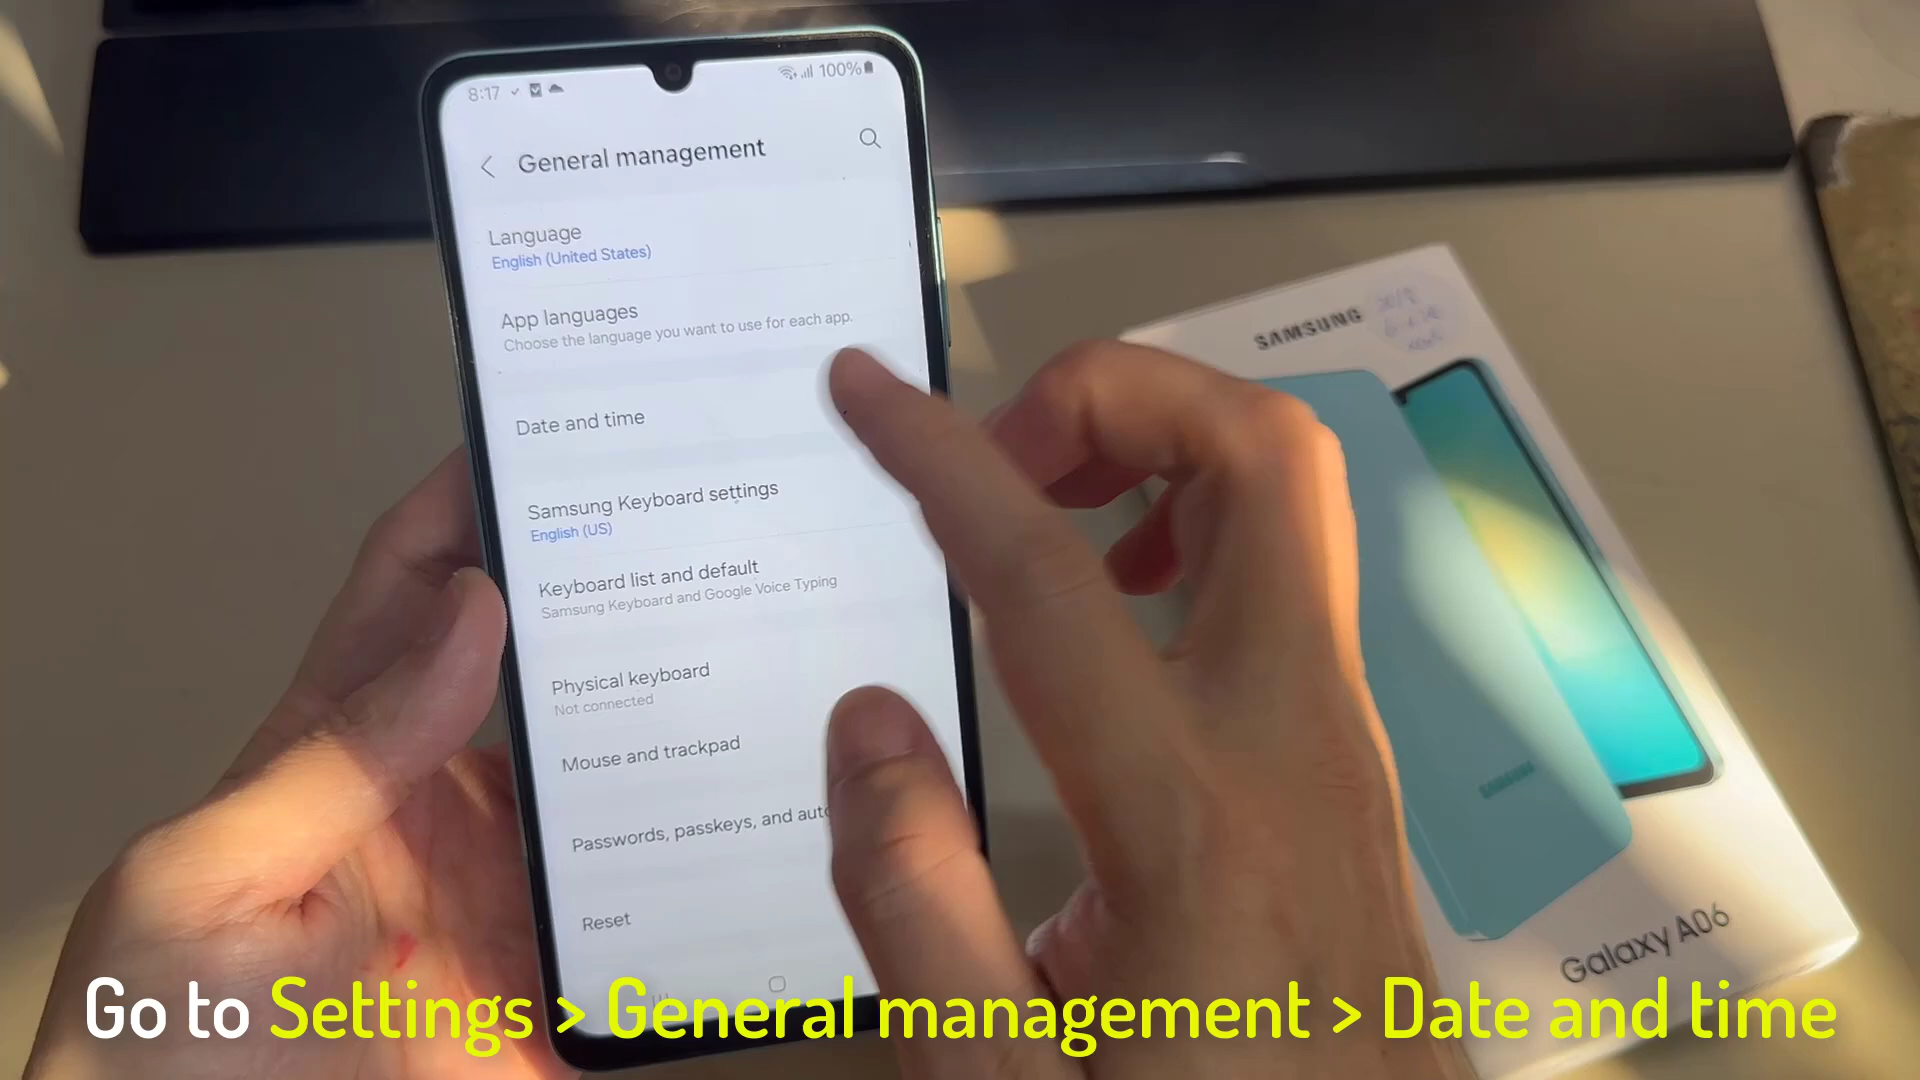 8:17
100%
General management
Language
English (United States)
App languages
Choose the language you want to use for each app.
Date and time
Samsung Keyboard settings
English (US)
Keyboard list and default
Samsung Keyboard and Google Voice Typing
Physical keyboard
Not connected
Mouse and trackpad
Passwords, passkeys, and auto
Reset
SAMSUNG
SAMSUNG
Galaxy A06
Go to Settings > General management > Date and time